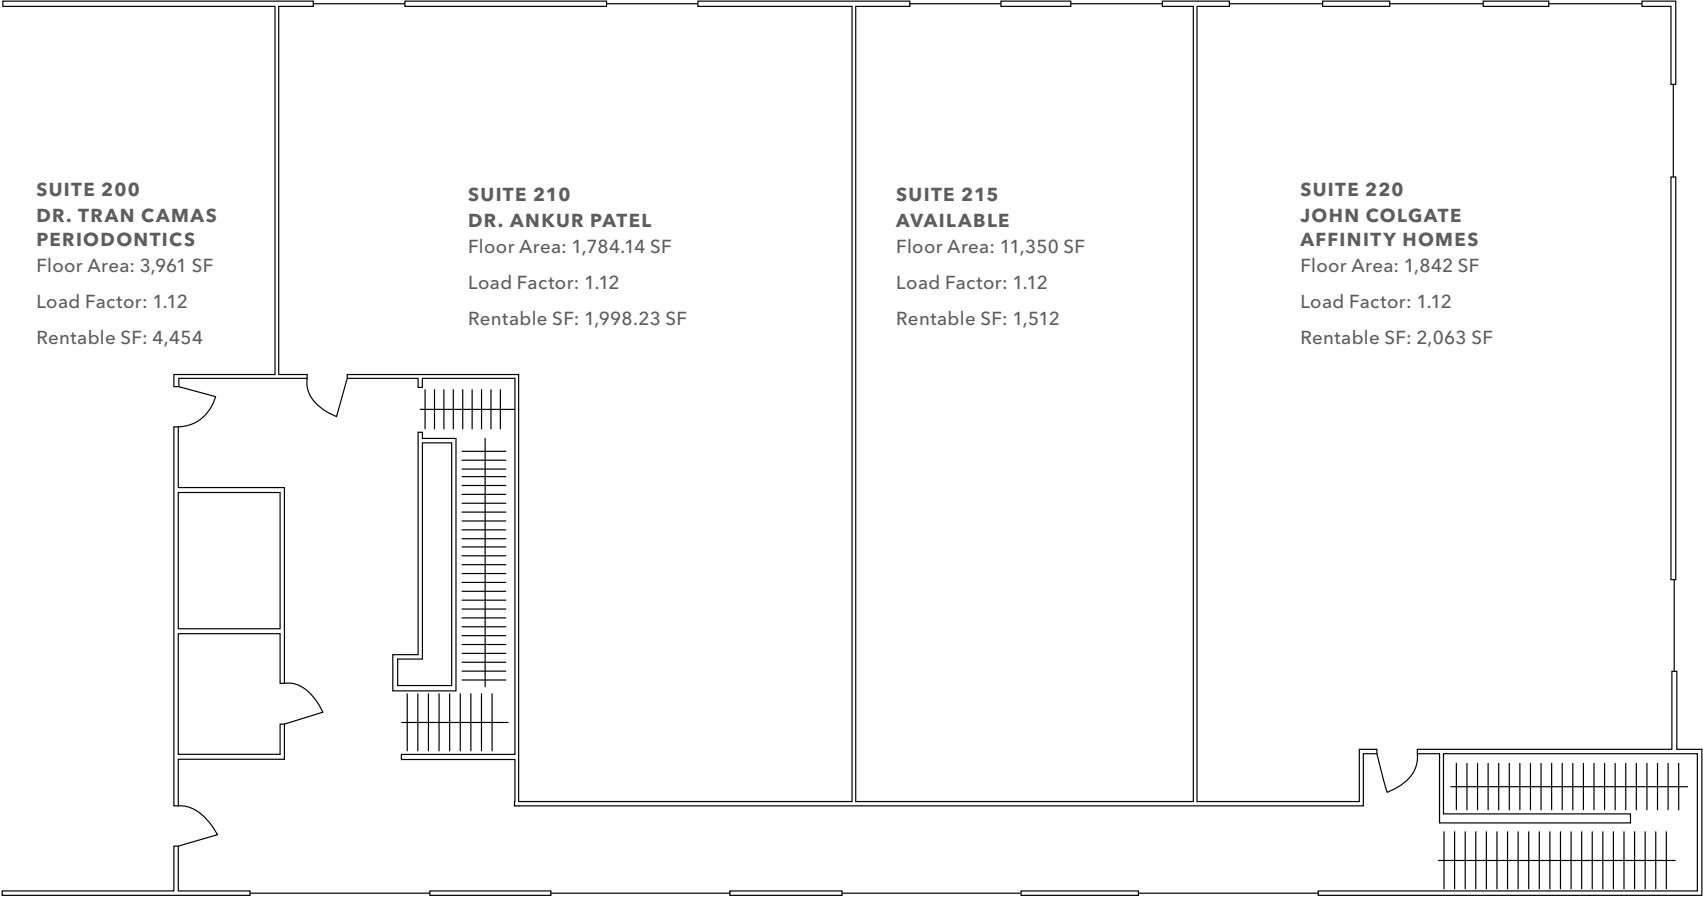 SUITE 200
DR. TRAN CAMAS
PERIODONTICS
Floor Area: 3,961 SF
Load Factor: 1.12
Rentable SF: 4,454
SUITE 210
DR. ANKUR PATEL
Floor Area: 1,784.14 SF
Load Factor: 1.12
Rentable SF: 1,998.23 SF
SUITE 215
AVAILABLE
Floor Area: 11,350 SF
Load Factor: 1.12
Rentable SF: 1,512
SUITE 220
JOHN COLGATE
AFFINITY HOMES
Floor Area: 1,842 SF
Load Factor: 1.12
Rentable SF: 2,063 SF